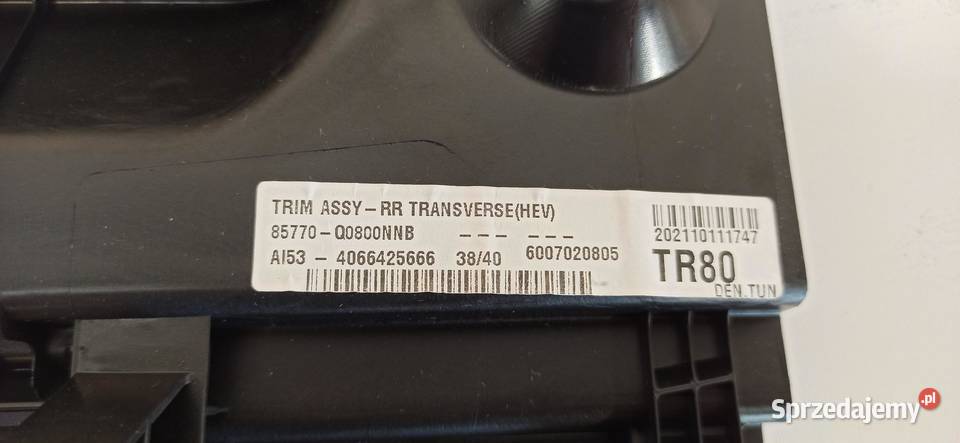 TRIM ASSY-RR TRANSVERSE(HEV)
85770-Q0800NNB --- ---
AI53 - 4066425666 38/40 6007020805
202110111747
TR80
DEN.TUN
Sprzedajemy.pl